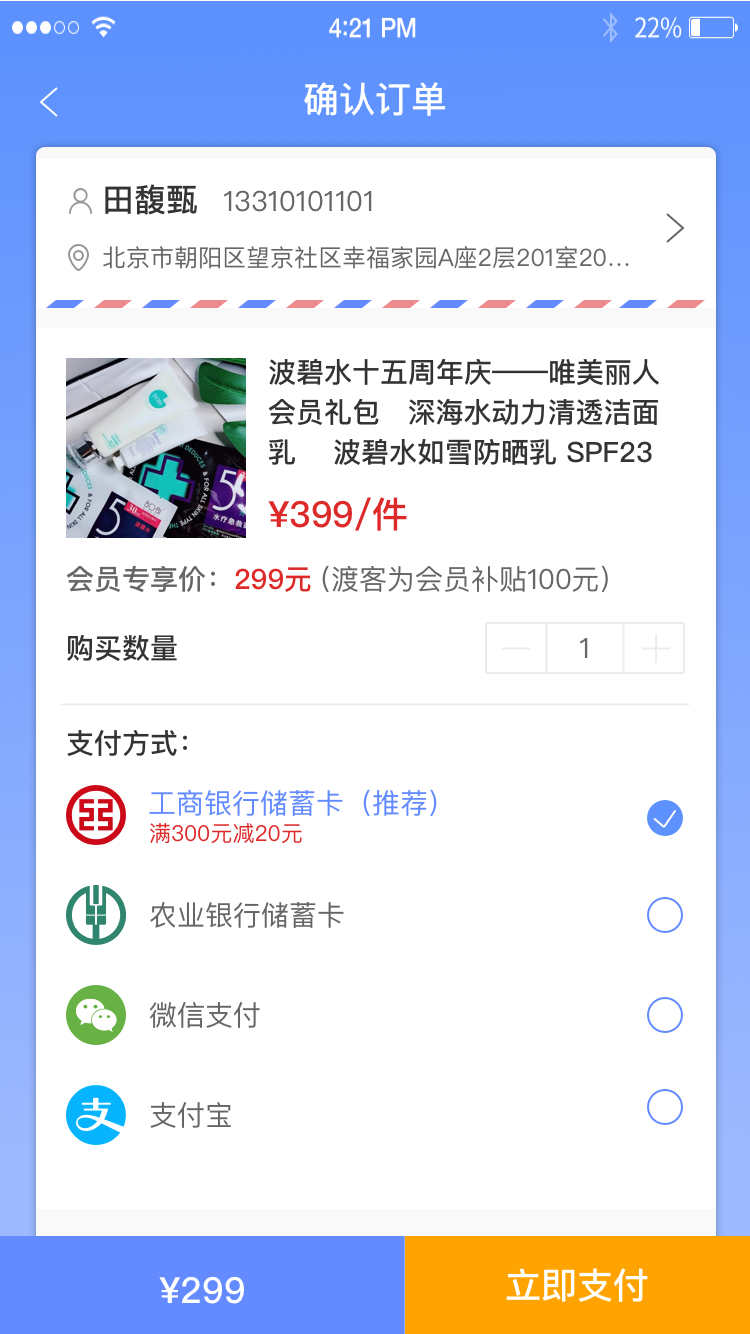 4:21 PM
22%
确认订单
田馥甄 13310101101
北京市朝阳区望京社区幸福家园A座2层201室20...
波碧水十五周年庆——唯美丽人
会员礼包 深海水动力清透洁面
乳 波碧水如雪防晒乳 SPF23
¥399/件
会员专享价：299元 (渡客为会员补贴100元)
购买数量
1
支付方式：
工商银行储蓄卡（推荐）
满300元减20元
农业银行储蓄卡
微信支付
支付宝
¥299
立即支付